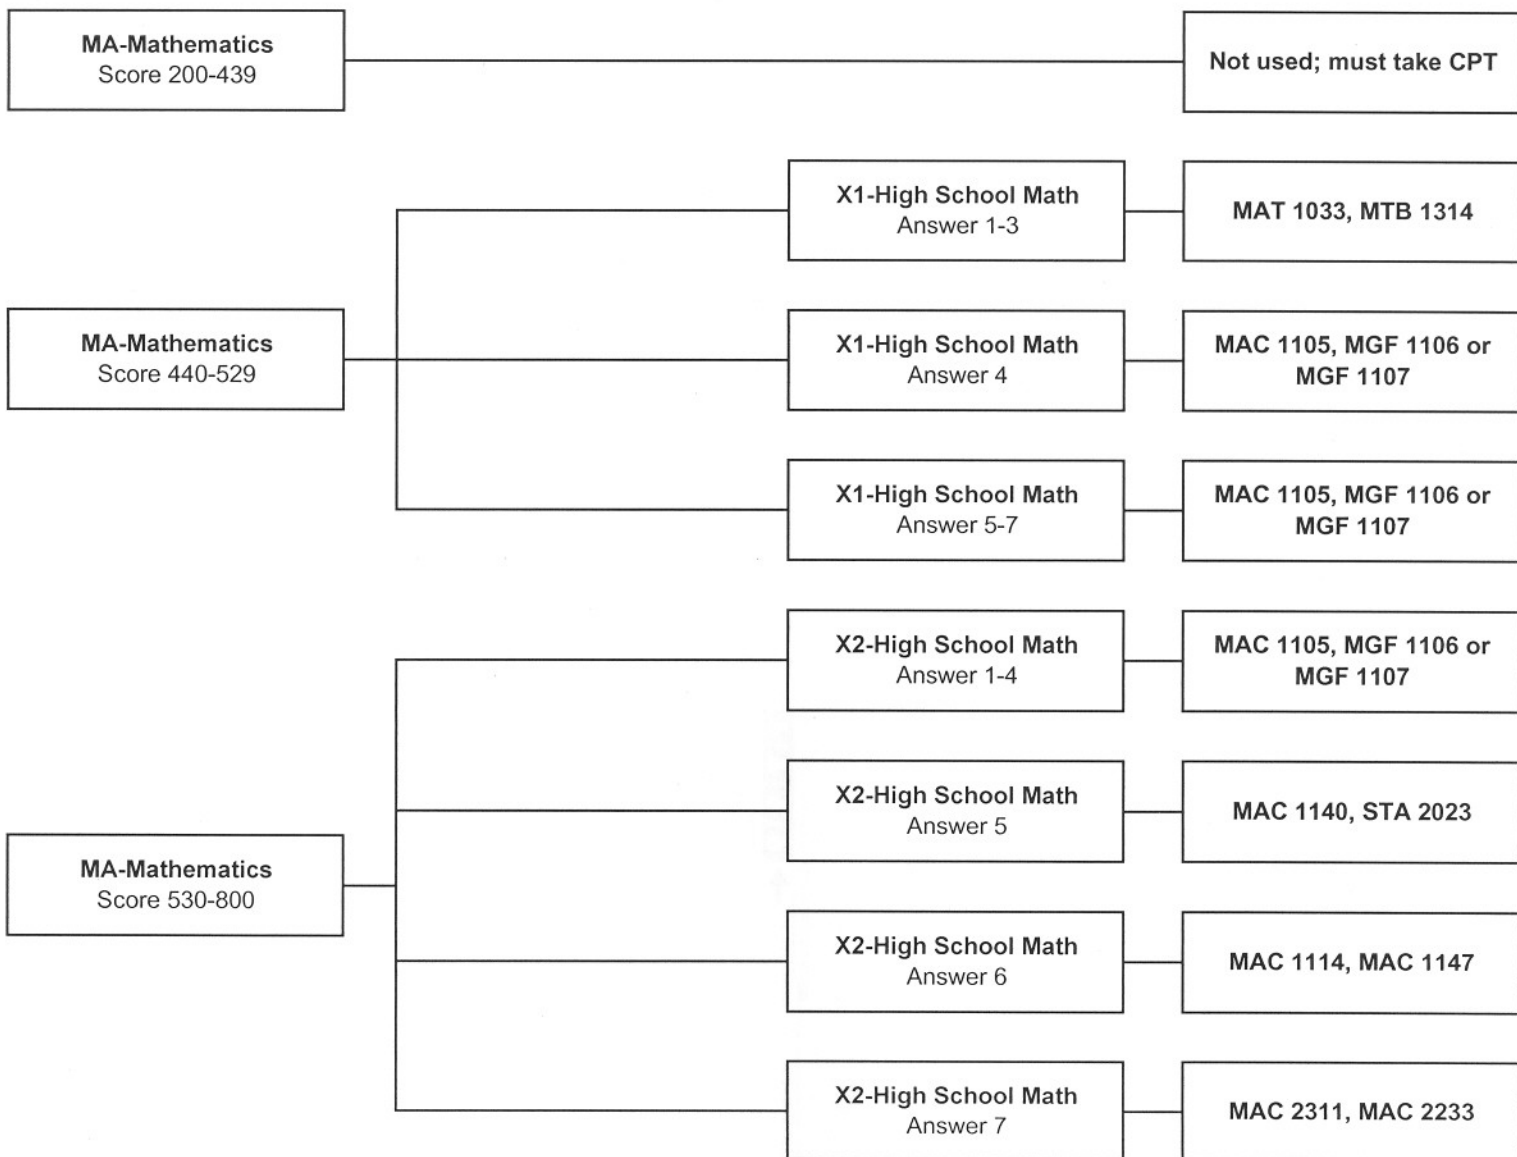 MA-Mathematics
Score 200-439
Not used; must take CPT
X1-High School Math
Answer 1-3
MAT 1033, MTB 1314
MA-Mathematics
Score 440-529
X1-High School Math
Answer 4
MAC 1105, MGF 1106 or
MGF 1107
X1-High School Math
Answer 5-7
MAC 1105, MGF 1106 or
MGF 1107
X2-High School Math
Answer 1-4
MAC 1105, MGF 1106 or
MGF 1107
X2-High School Math
Answer 5
MAC 1140, STA 2023
MA-Mathematics
Score 530-800
X2-High School Math
Answer 6
MAC 1114, MAC 1147
X2-High School Math
Answer 7
MAC 2311, MAC 2233